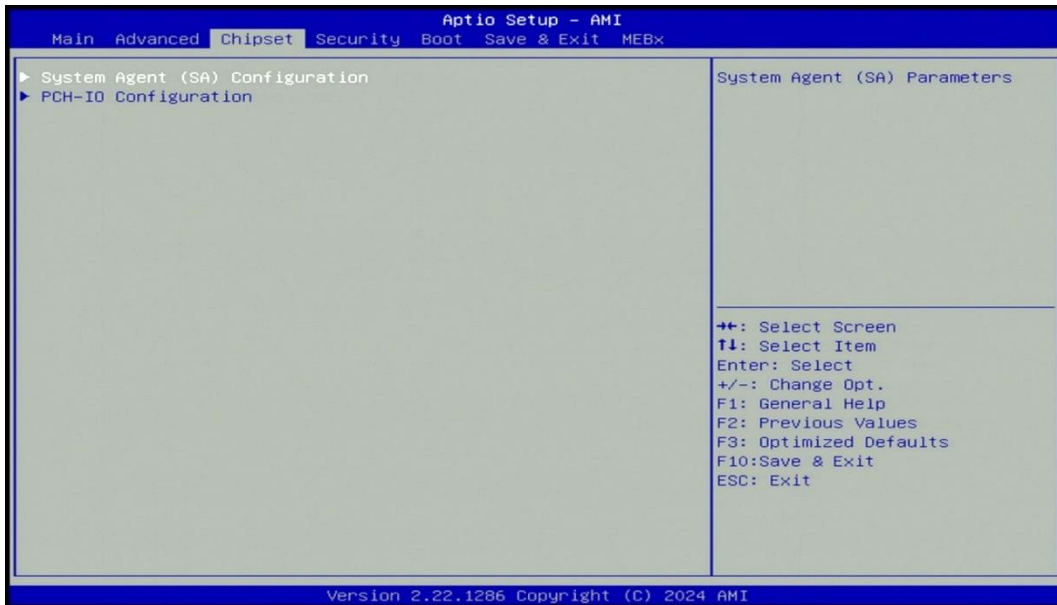 Aptio Setup – AMI
Main Advanced Chipset Security Boot Save & Exit MEBx
► System Agent (SA) Configuration
► PCH-IO Configuration
System Agent (SA) Parameters
→←: Select Screen
↑↓: Select Item
Enter: Select
+/-: Change Opt.
F1: General Help
F2: Previous Values
F3: Optimized Defaults
F10:Save & Exit
ESC: Exit
Version 2.22.1286 Copyright (C) 2024 AMI